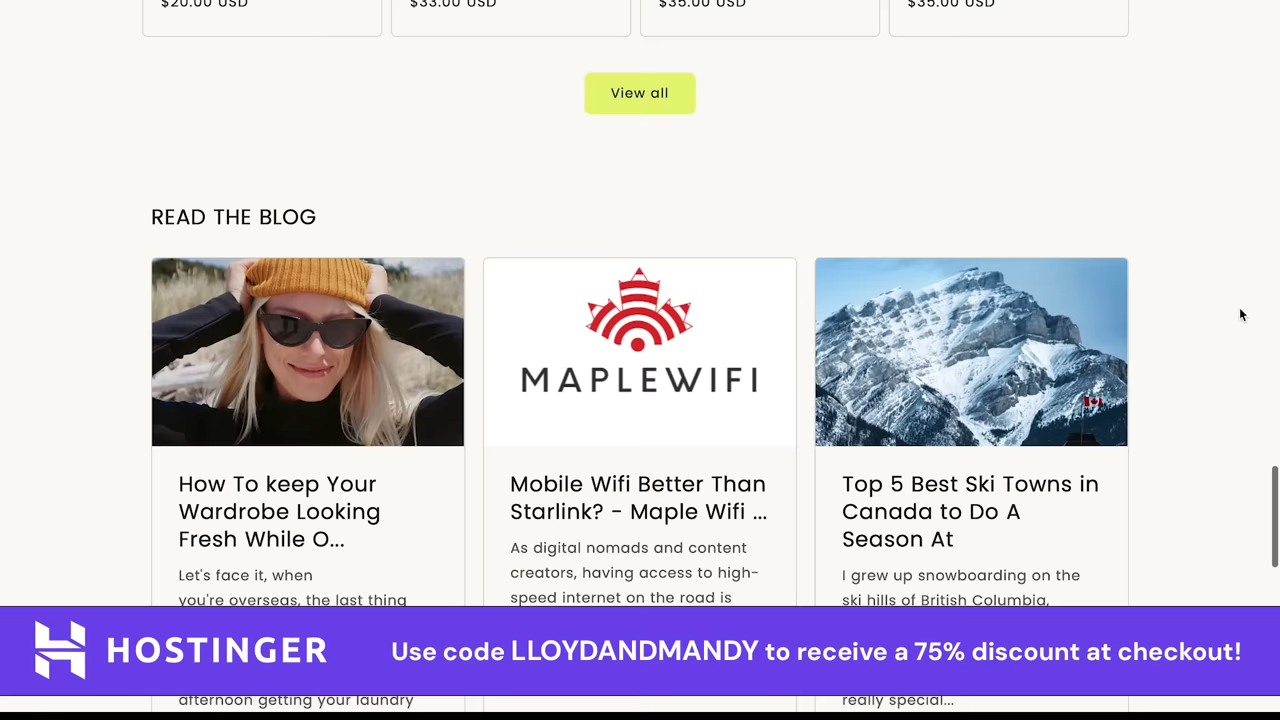 $20.00 USD
$33.00 USD
$35.00 USD
$35.00 USD
View all
READ THE BLOG
MAPLEWIFI
How To keep Your
Wardrobe Looking
Fresh While O...
Let's face it, when
you're overseas, the last thing
afternoon getting your laundry
Mobile Wifi Better Than
Starlink? - Maple Wifi ...
As digital nomads and content
creators, having access to high-
speed internet on the road is
Top 5 Best Ski Towns in
Canada to Do A
Season At
I grew up snowboarding on the
ski hills of British Columbia,
really special...
HOSTINGER
Use code LLOYDANDMANDY to receive a 75% discount at checkout!